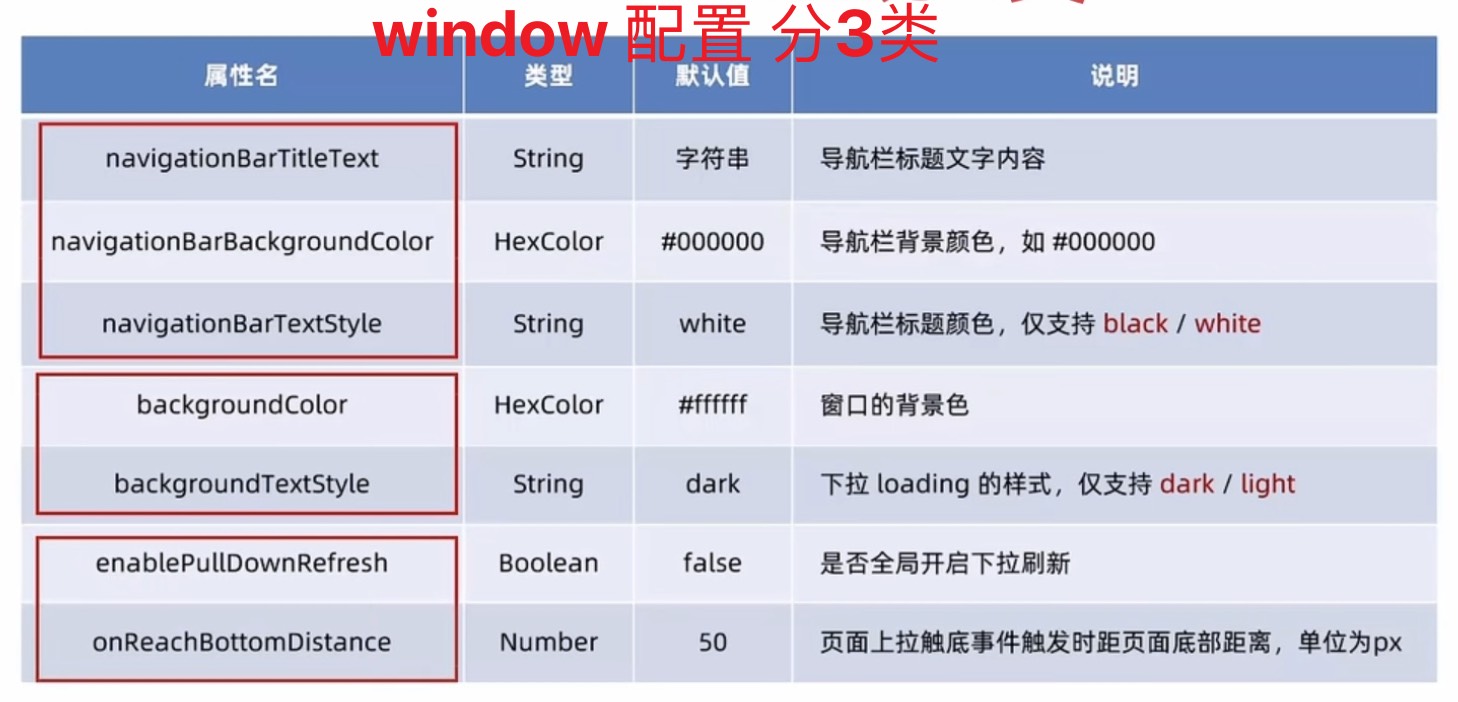 window 配置 分3类
属性名 类型 默认值 说明
navigationBarTitleText String 字符串 导航栏标题文字内容
navigationBarBackgroundColor HexColor #000000 导航栏背景颜色，如 #000000
navigationBarTextStyle String white 导航栏标题颜色，仅支持 black / white
backgroundColor HexColor #ffffff 窗口的背景色
backgroundTextStyle String dark 下拉 loading 的样式，仅支持 dark / light
enablePullDownRefresh Boolean false 是否全局开启下拉刷新
onReachBottomDistance Number 50 页面上拉触底事件触发时距页面底部距离，单位为px